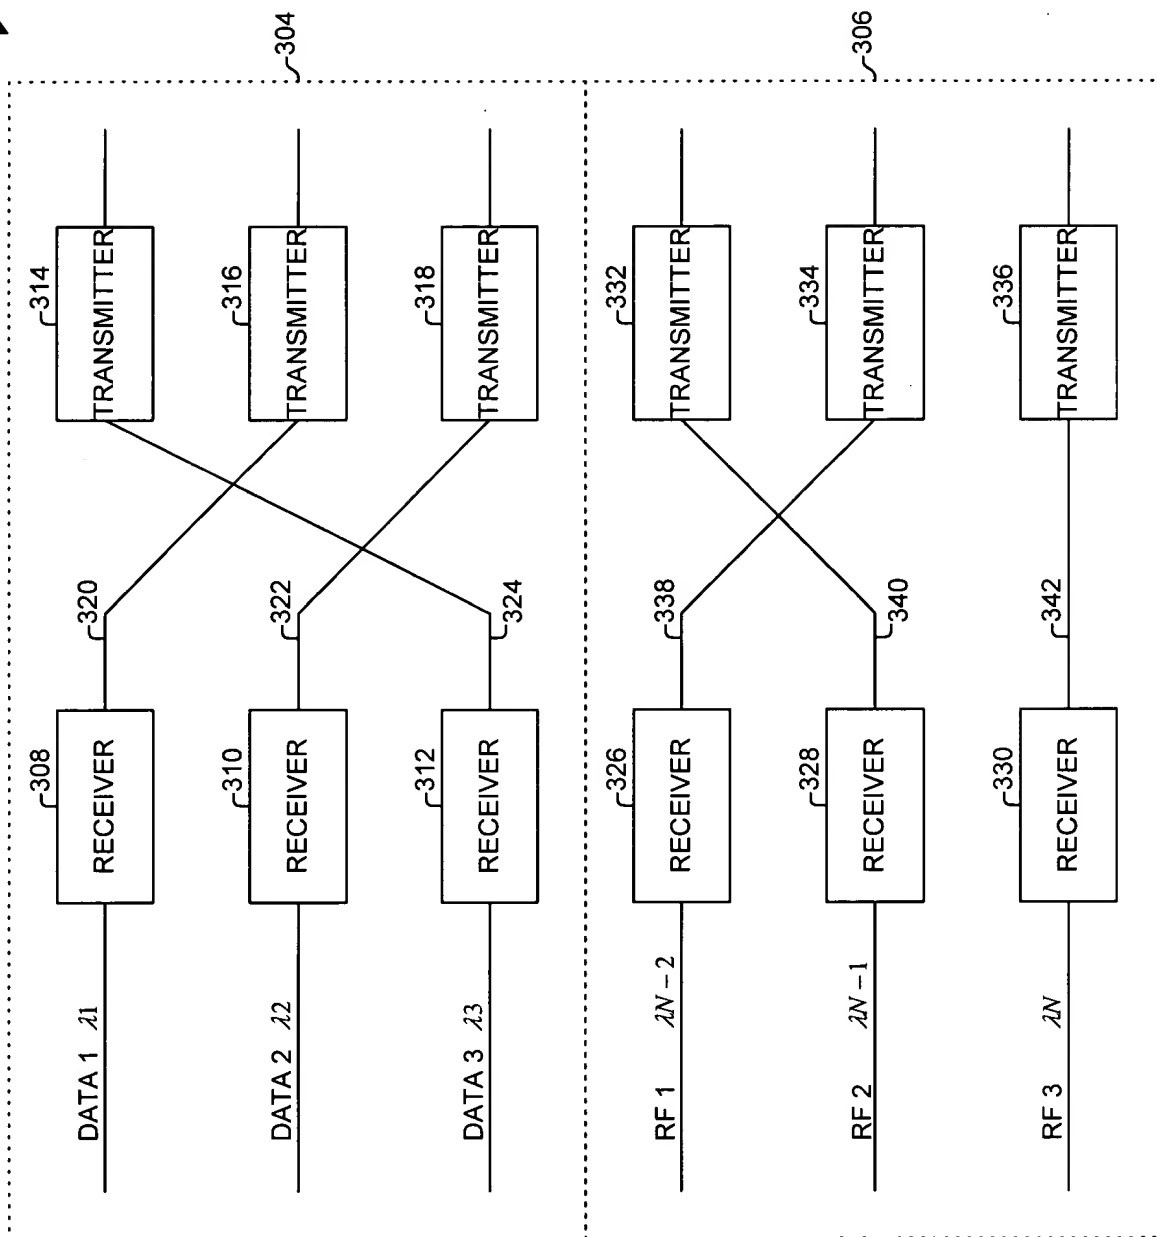 304
DATA 1 λ1
308
RECEIVER
320
314
TRANSMITTER
DATA 2 λ2
310
RECEIVER
322
316
TRANSMITTER
DATA 3 λ3
312
RECEIVER
324
318
TRANSMITTER
306
RF 1 λN−2
326
RECEIVER
338
332
TRANSMITTER
RF 2 λN−1
328
RECEIVER
340
334
TRANSMITTER
RF 3 λN
330
RECEIVER
342
336
TRANSMITTER